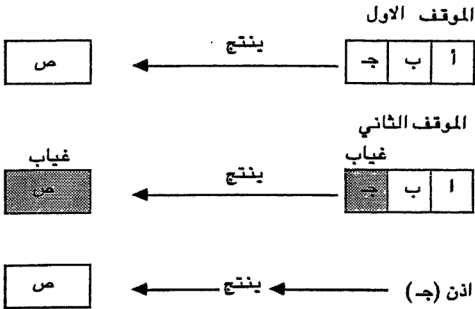 الموقف الاول
أ ب جـ ينتج ص
الموقف الثاني
غياب غياب
ا ب جـ ينتج ص
اذن (جـ) ينتج ص